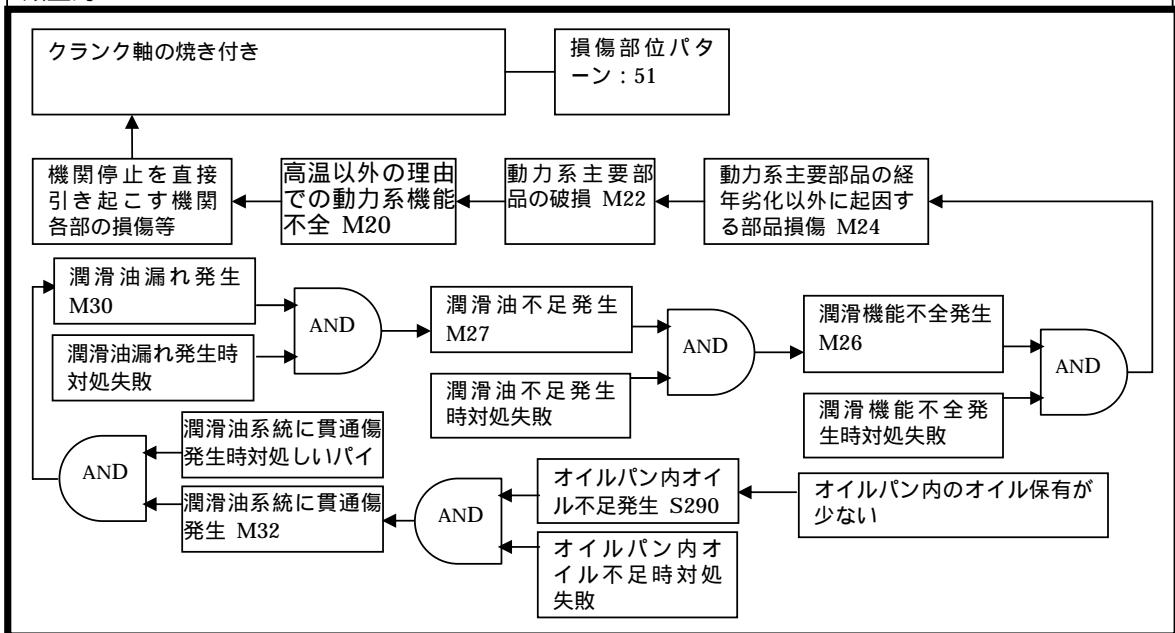 クランク軸の焼き付き
損傷部位パタ
ーン：51
機関停止を直接
引き起こす機関
各部の損傷等
高温以外の理由
での動力系機能
不全 M20
動力系主要部
品の破損 M22
動力系主要部品の経
年劣化以外に起因す
る部品損傷 M24
潤滑油漏れ発生
M30
潤滑油漏れ発生時
対処失敗
AND
潤滑油不足発生
M27
潤滑油不足発生
時対処失敗
AND
潤滑機能不全発生
M26
潤滑機能不全発
生時対処失敗
AND
AND
潤滑油系統に貫通傷
発生時対処しいパイ
潤滑油系統に貫通傷
発生 M32
AND
オイルパン内オイ
ル不足発生 S290
オイルパン内オ
イル不足時対処
失敗
オイルパン内のオイル保有が
少ない